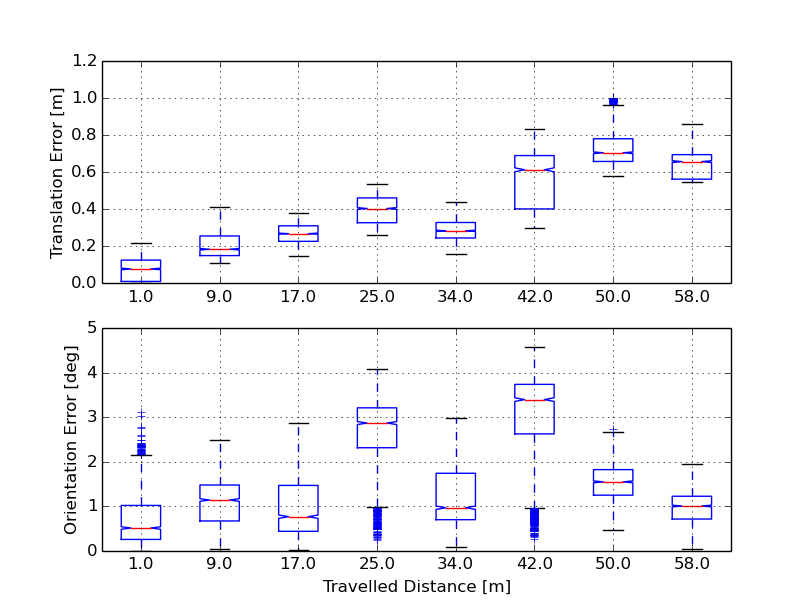 Translation Error [m]
1.2
1.0
0.8
0.6
0.4
0.2
0.0
1.0 9.0 17.0 25.0 34.0 42.0 50.0 58.0
Orientation Error [deg]
5
4
3
2
1
0
1.0 9.0 17.0 25.0 34.0 42.0 50.0 58.0
Travelled Distance [m]